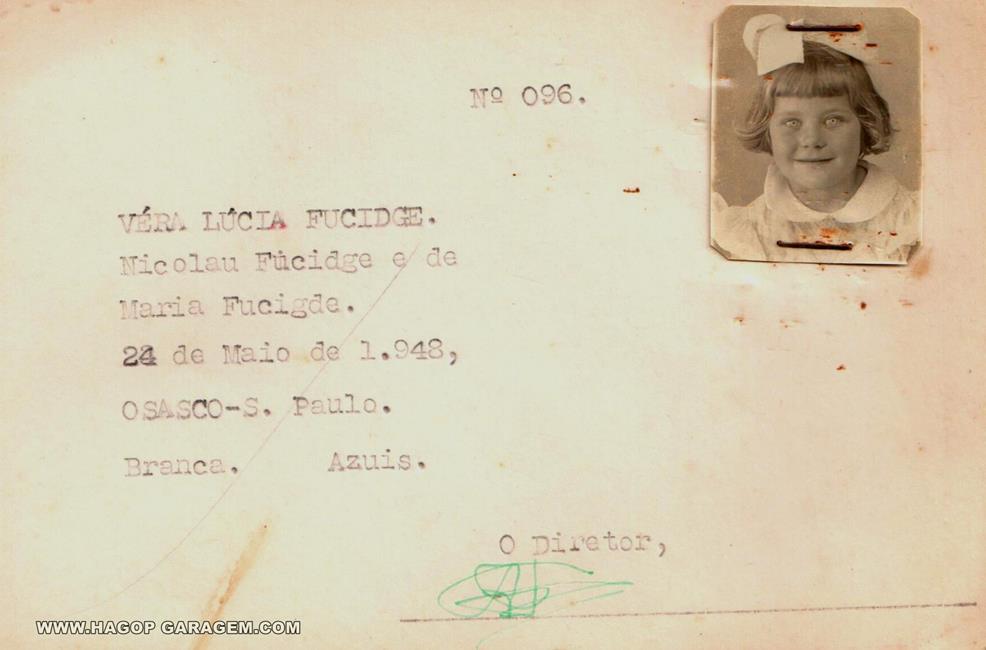 Nº 096.
VÉRA LÚCIA FUCIDGE.
Nicolau Fúcidge e de
Maria Fucigde.
24 de Maio de 1.948,
OSASCO-S. Paulo.
Branca. Azuis.
O Diretor,
WWW.HAGOP GARAGEM.COM